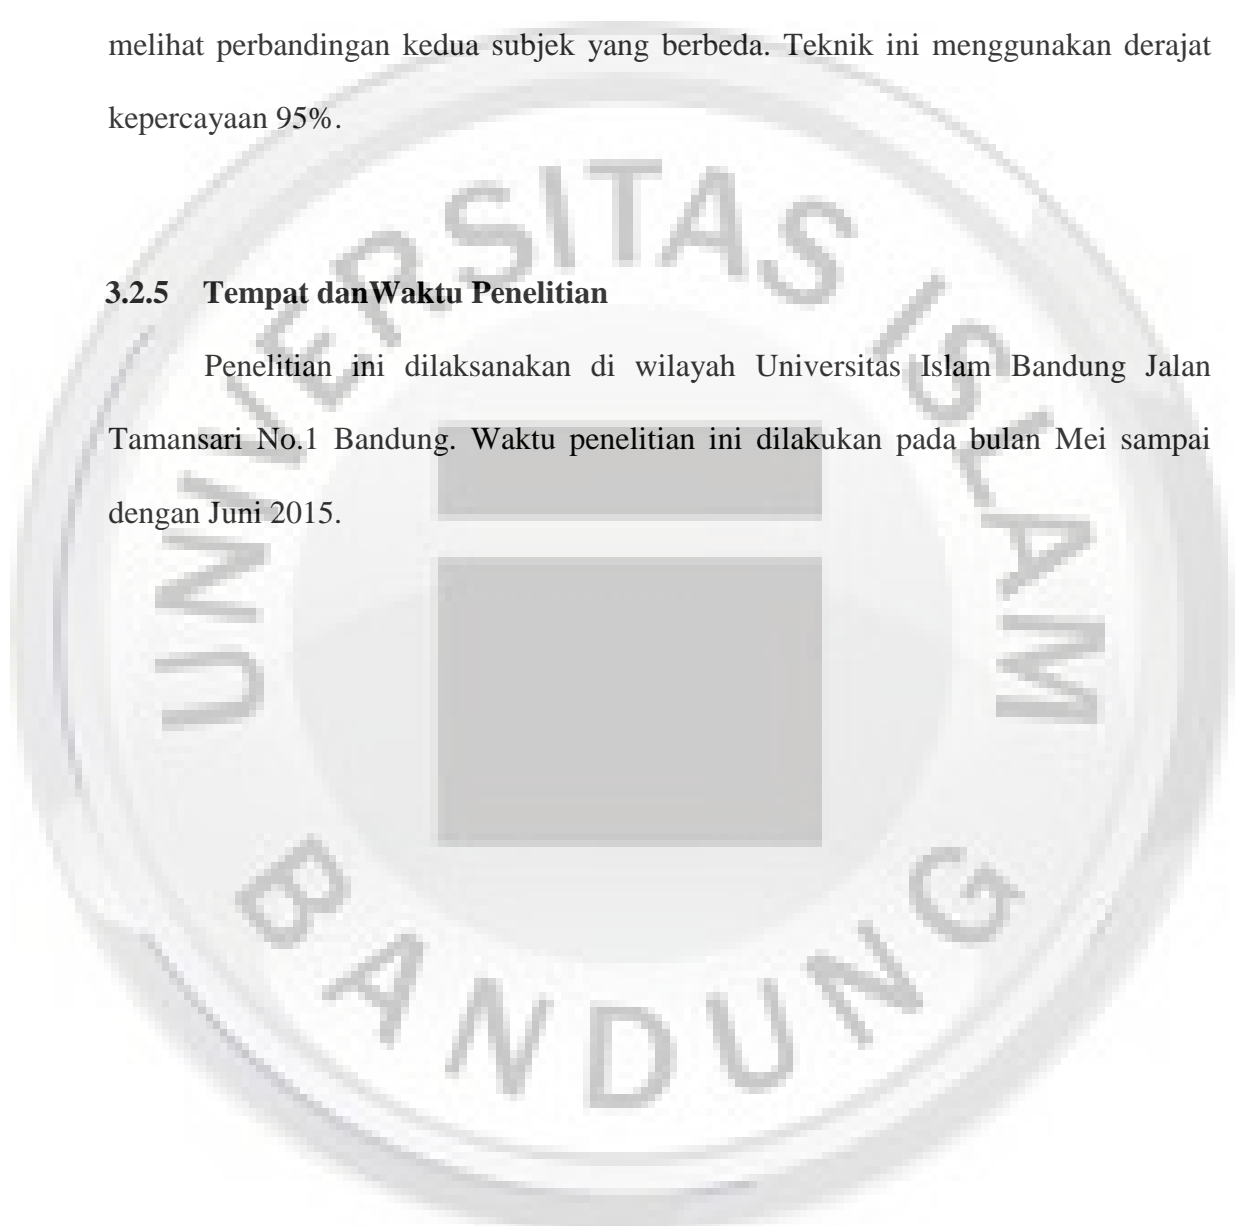 melihat perbandingan kedua subjek yang berbeda. Teknik ini menggunakan derajat
kepercayaan 95%.
3.2.5 Tempat danWaktu Penelitian
Penelitian ini dilaksanakan di wilayah Universitas Islam Bandung Jalan
Tamansari No.1 Bandung. Waktu penelitian ini dilakukan pada bulan Mei sampai
dengan Juni 2015.
UNIVERSITAS ISLAM
BANDUNG